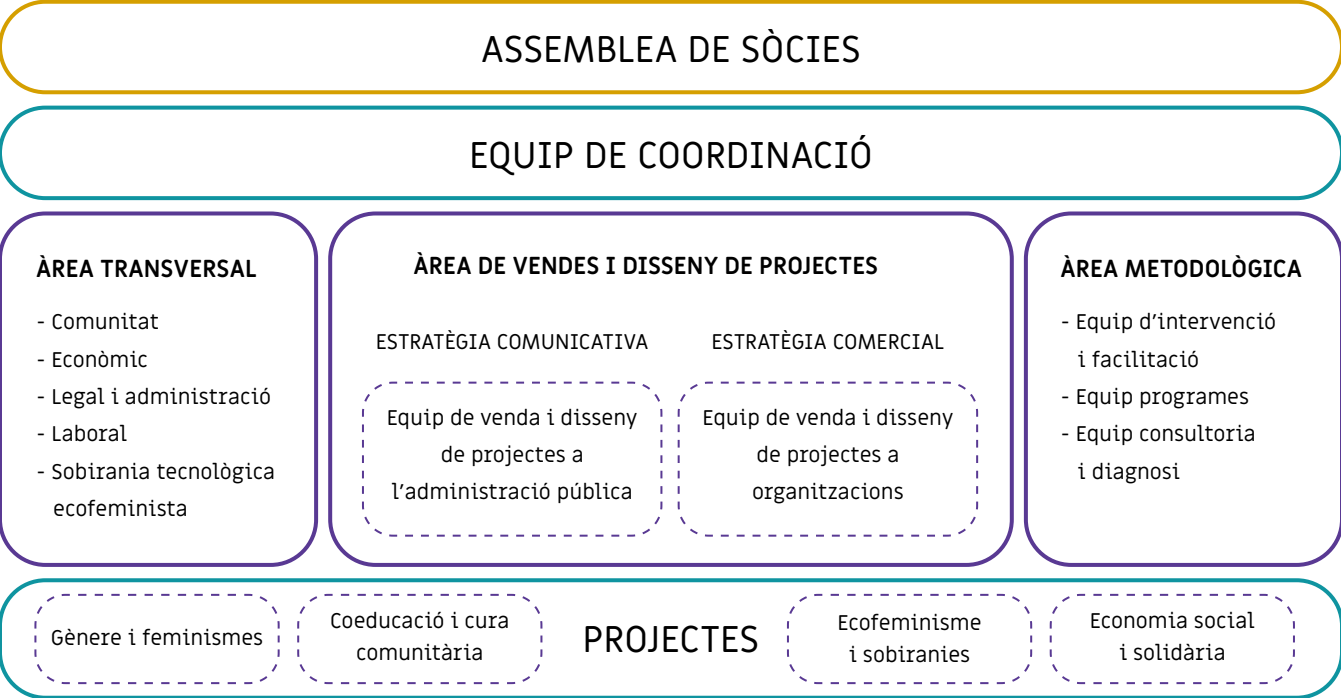 ASSEMBLEA DE SÒCIES
EQUIP DE COORDINACIÓ
ÀREA TRANSVERSAL
- Comunitat
- Econòmic
- Legal i administració
- Laboral
- Sobirania tecnològica
ecofeminista
ÀREA DE VENDES I DISSENY DE PROJECTES
ESTRATÈGIA COMUNICATIVA
Equip de venda i disseny
de projectes a
l’administració pública
ESTRATÈGIA COMERCIAL
Equip de venda i disseny
de projectes a
organitzacions
ÀREA METODOLÒGICA
- Equip d’intervenció
i facilitació
- Equip programes
- Equip consultoria
i diagnosi
Gènere i feminismes
Coeducació i cura
comunitària
PROJECTES
Ecofeminisme
i sobiranies
Economia social
i solidària